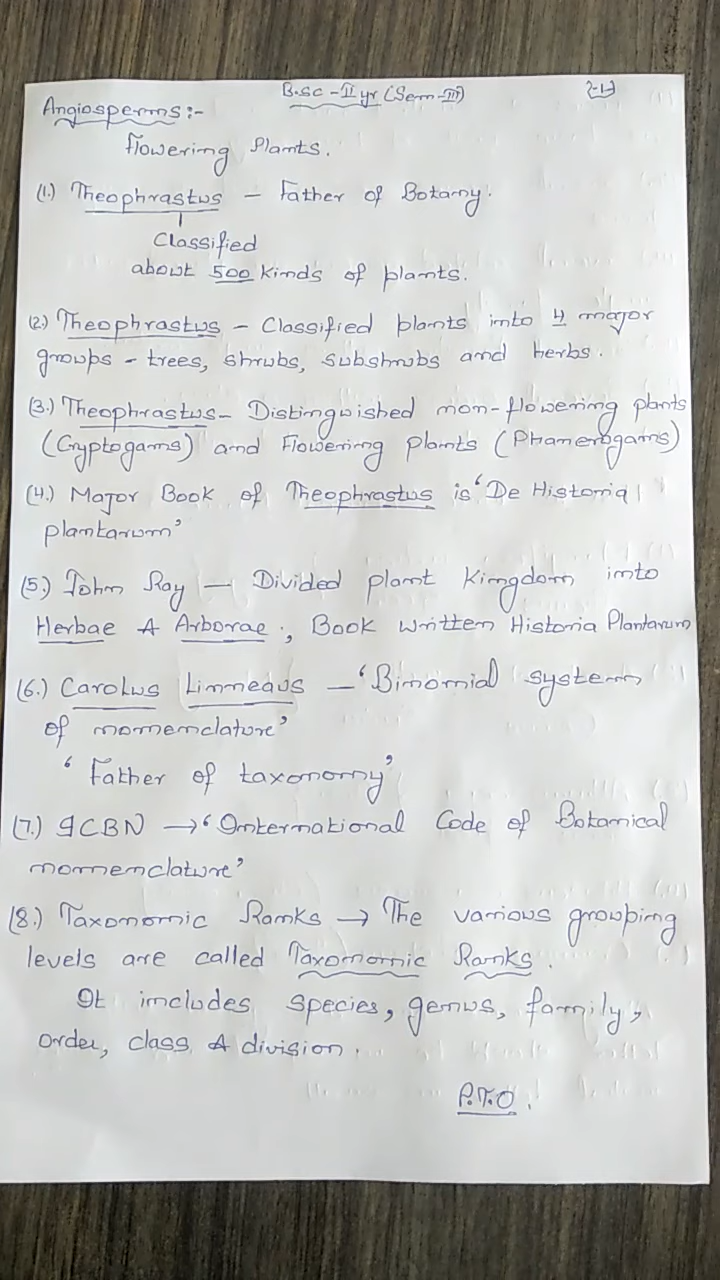 B.sc - II yr (Sem-III)
{-1-}
Angiosperms:-
Flowering Plants.
(1.) Theophrastus - Father of Botany.
Classified
about 500 kinds of plants.
(2.) Theophrastus - Classified plants into 4 major
groups - trees, shrubs, subshrubs and herbs.
(3.) Theophrastus - Distinguished non-flowering plants
(Cryptogams) and Flowering Plants (Phanerogams)
(4.) Major Book of Theophrastus is 'De Historia
plantarum'
(5.) John Ray - Divided plant Kingdom into
Herbae & Arborae., Book written Historia Plantarum
(6.) Carolus Linneaus - 'Binomial system
of nomenclature'
'Father of taxonomy'
(7.) ICBN → 'International Code of Botanical
nomenclature'
(8.) Taxonomic Ranks → The various grouping
levels are called Taxonomic Ranks.
It includes species, genus, family,
order, class & division.
P.T.O.